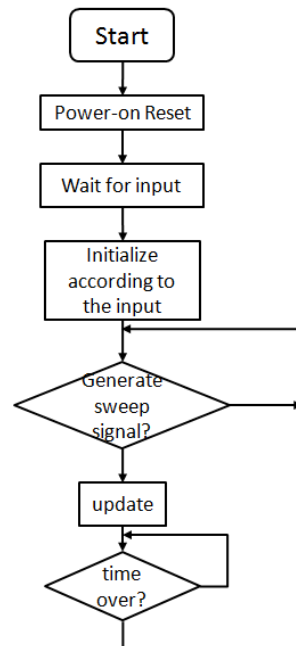 Start
Power-on Reset
Wait for input
Initialize
according to
the input
Generate
sweep
signal?
update
time
over?